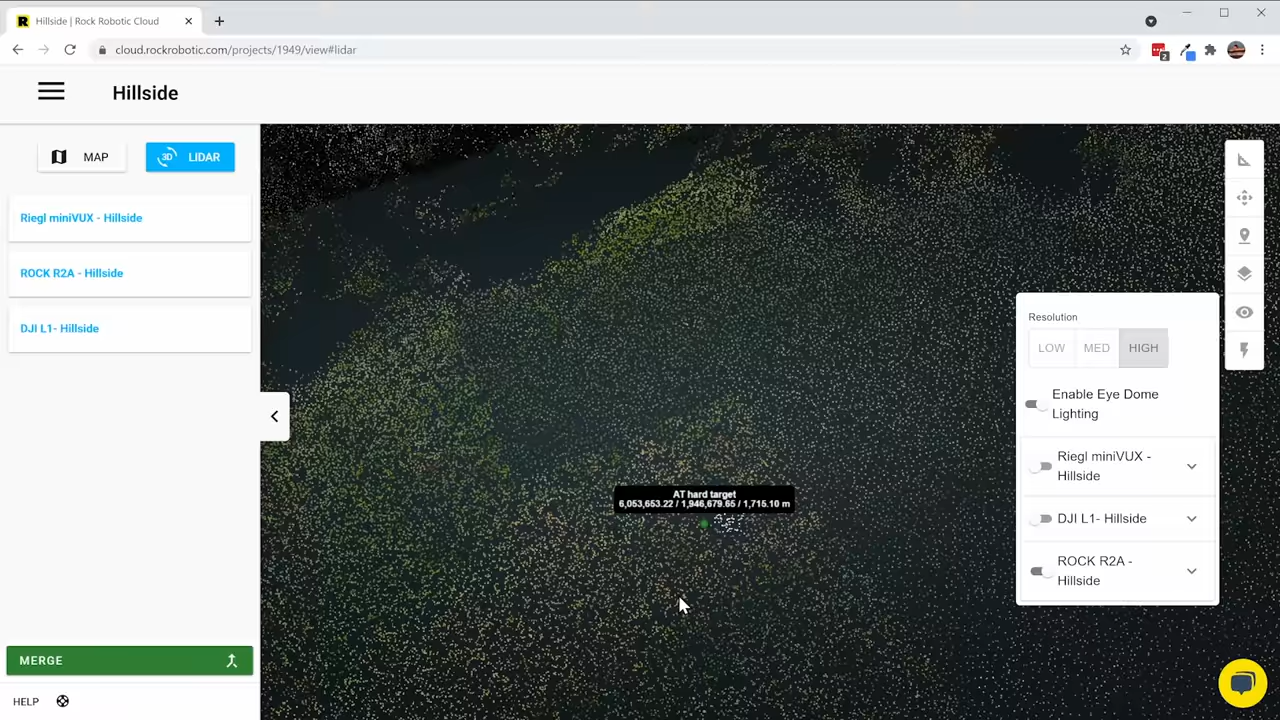 Hillside | Rock Robotic Cloud
cloud.rockrobotic.com/projects/1949/view#lidar
2
Hillside
MAP
3D
LIDAR
Riegl miniVUX - Hillside
ROCK R2A - Hillside
DJI L1- Hillside
AT hard target
6,053,653.22 / 1,946,679.65 / 1,715.10 m
Resolution
LOW
MED
HIGH
Enable Eye Dome
Lighting
Riegl miniVUX -
Hillside
DJI L1- Hillside
ROCK R2A -
Hillside
MERGE
HELP